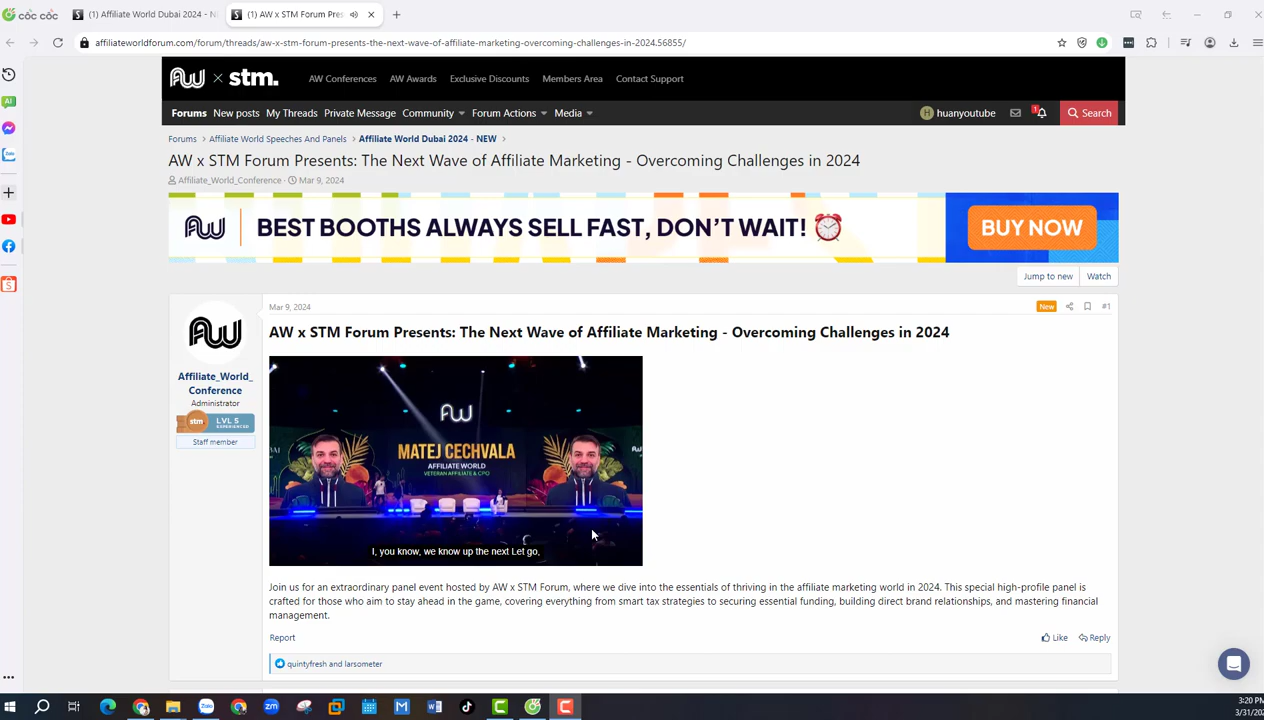 cốc cốc
(1) Affiliate World Dubai 2024 - N
(1) AW x STM Forum Pres
affiliateworldforum.com/forum/threads/aw-x-stm-forum-presents-the-next-wave-of-affiliate-marketing-overcoming-challenges-in-2024.56855/
AW × stm. AW Conferences AW Awards Exclusive Discounts Members Area Contact Support
Forums New posts My Threads Private Message Community Forum Actions Media H huanyoutube 1 Search
Forums > Affiliate World Speeches And Panels > Affiliate World Dubai 2024 - NEW >
AW x STM Forum Presents: The Next Wave of Affiliate Marketing - Overcoming Challenges in 2024
Affiliate_World_Conference · Mar 9, 2024
AW BEST BOOTHS ALWAYS SELL FAST, DON'T WAIT! BUY NOW
Jump to new Watch
Mar 9, 2024 New #1
AW
Affiliate_World_
Conference
Administrator
stm LVL 5
EXPERIENCED
Staff member
AW x STM Forum Presents: The Next Wave of Affiliate Marketing - Overcoming Challenges in 2024
AW
MATEJ CECHVALA
AFFILIATE WORLD
VETERAN AFFILIATE & CPO
I, you know, we know up the next Let go,
Join us for an extraordinary panel event hosted by AW x STM Forum, where we dive into the essentials of thriving in the affiliate marketing world in 2024. This special high-profile panel is
crafted for those who aim to stay ahead in the game, covering everything from smart tax strategies to securing essential funding, building direct brand relationships, and mastering financial
management.
Report Like Reply
quintyfresh and larsometer
3:20 PM
3/31/202